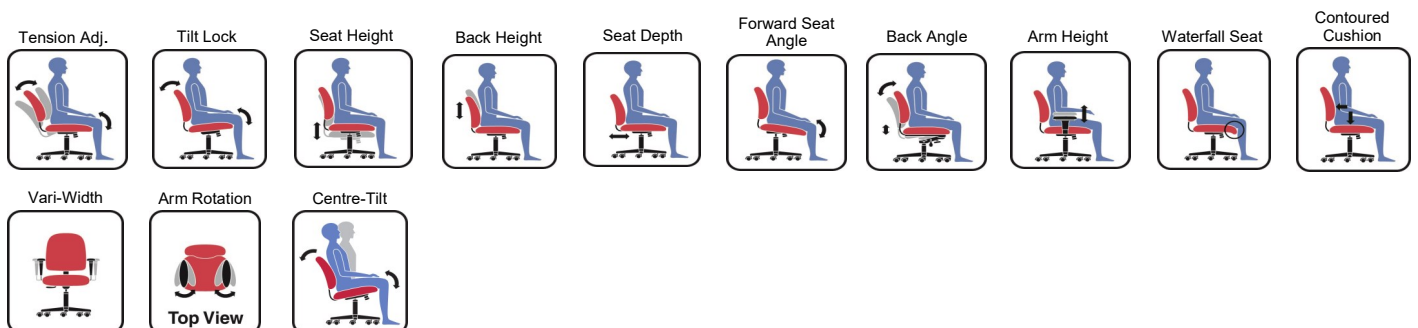 Tension Adj.
Tilt Lock
Seat Height
Back Height
Seat Depth
Forward Seat
Angle
Back Angle
Arm Height
Waterfall Seat
Contoured
Cushion
Vari-Width
Arm Rotation
Centre-Tilt
Top View